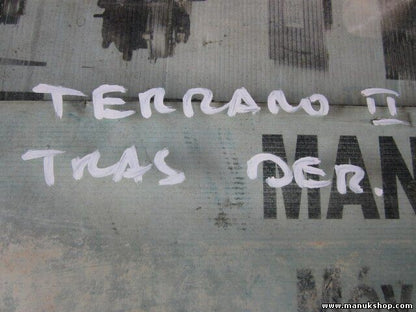 TERRANO II
TRAS DER.
MAN
www.manukshop.com